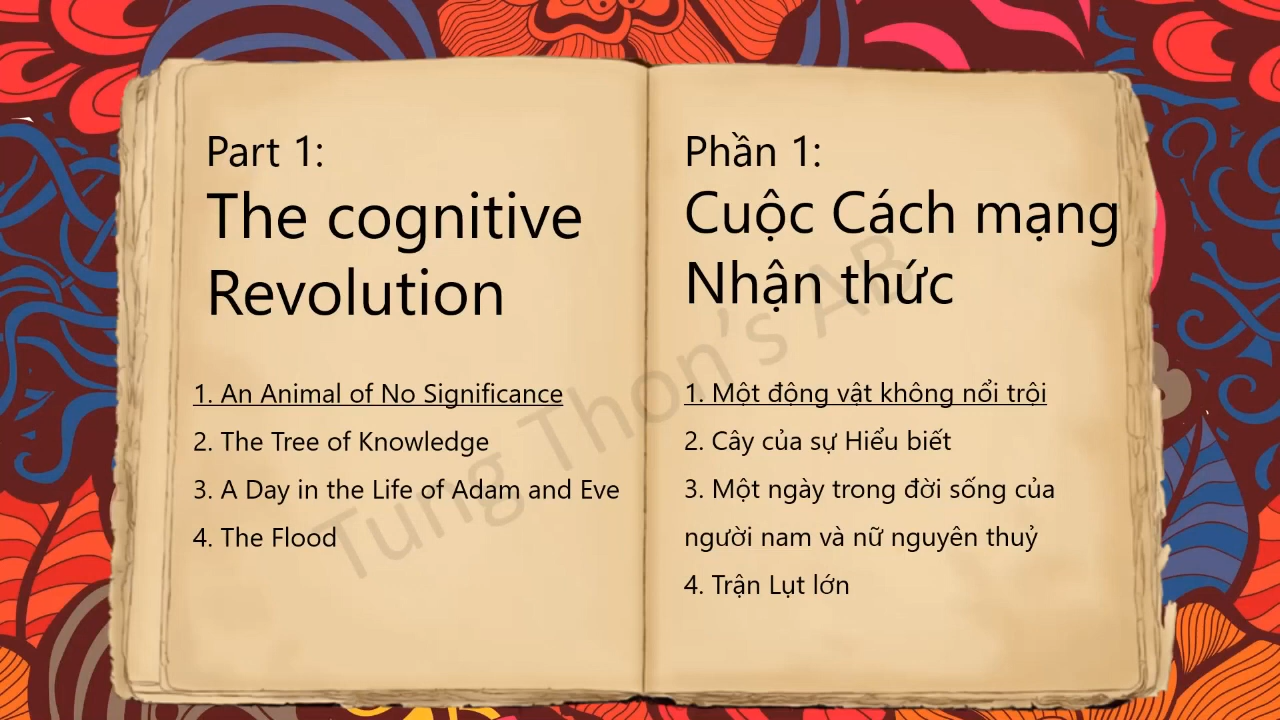 Part 1:
The cognitive
Revolution
1. An Animal of No Significance
2. The Tree of Knowledge
3. A Day in the Life of Adam and Eve
4. The Flood
Phần 1:
Cuộc Cách mạng
Nhận thức
1. Một động vật không nổi trội
2. Cây của sự Hiểu biết
3. Một ngày trong đời sống của
người nam và nữ nguyên thuỷ
4. Trận Lụt lớn
Tung Thon's AB